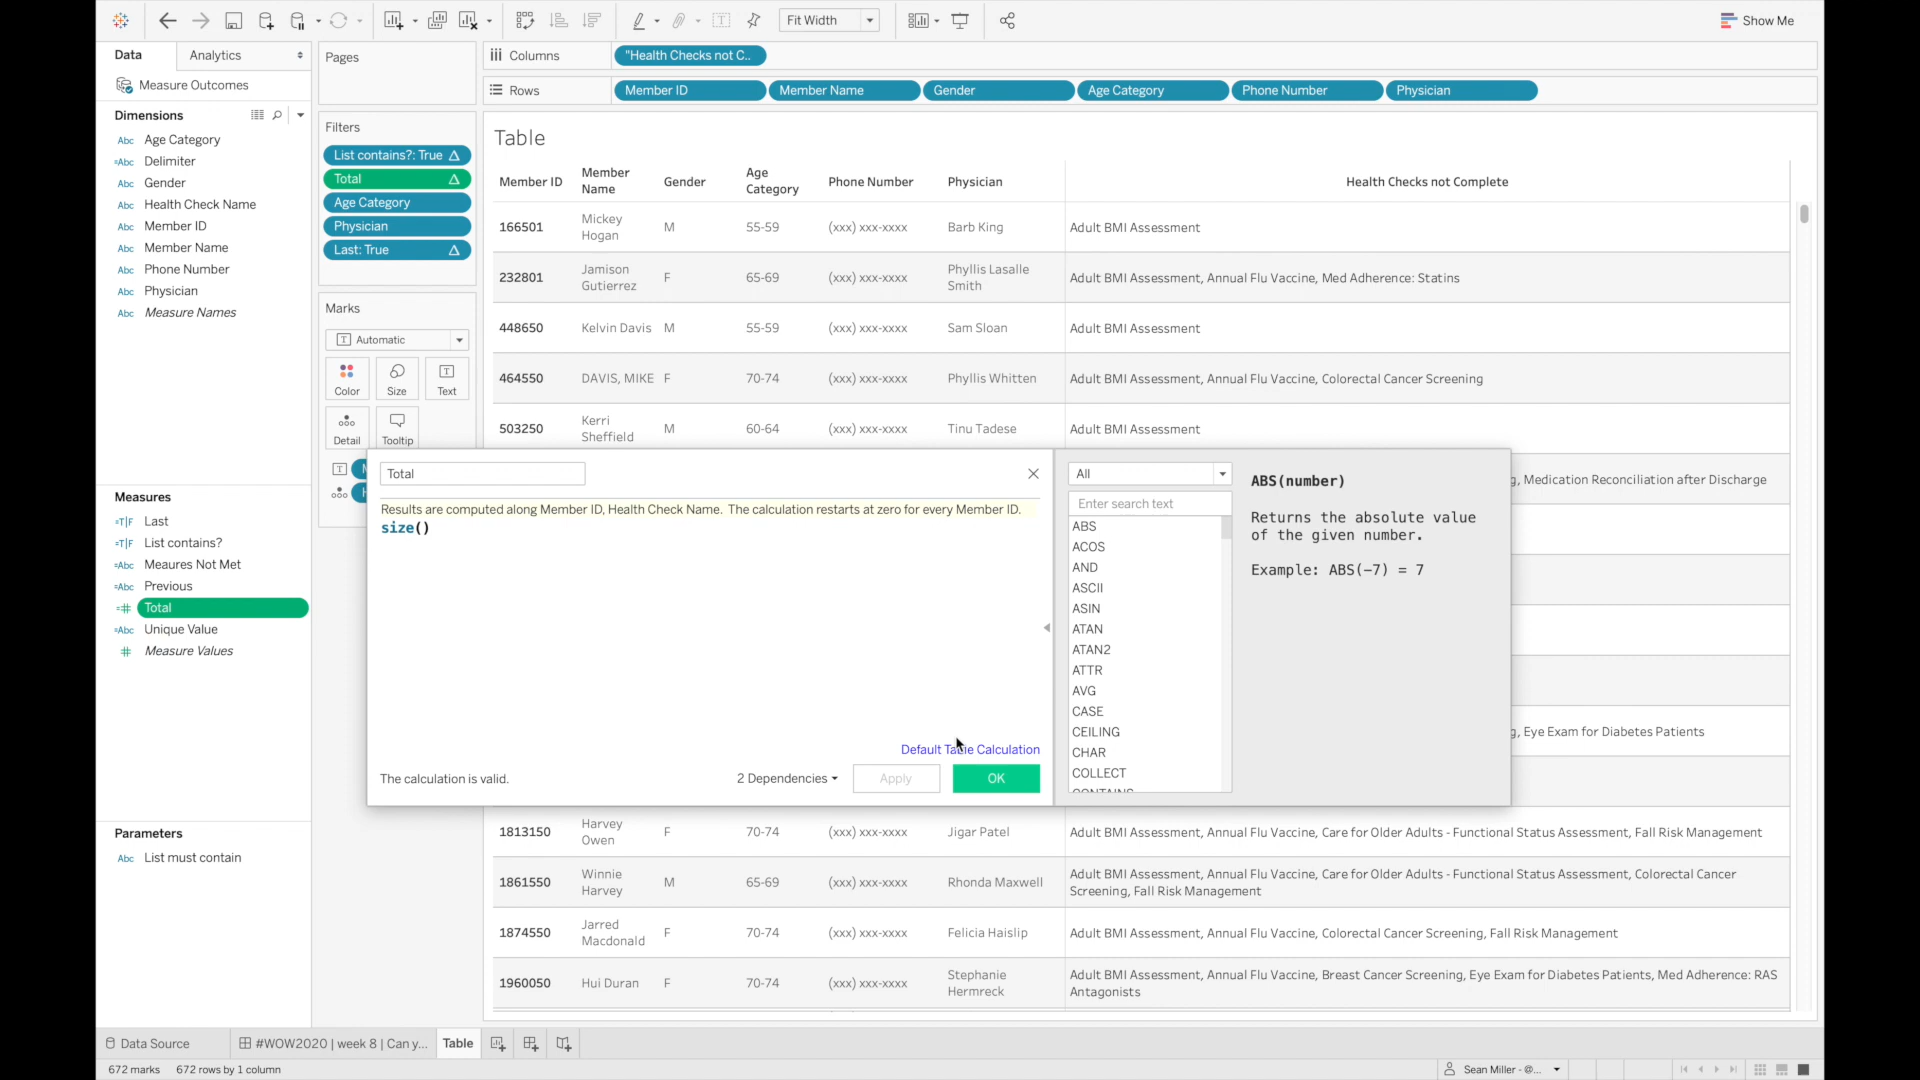 Fit Width
Show Me
Data
Analytics
Measure Outcomes
Dimensions
Abc Age Category
=Abc Delimiter
Abc Gender
Abc Health Check Name
Abc Member ID
Abc Member Name
Abc Phone Number
Abc Physician
Abc Measure Names
Measures
=T|F Last
=T|F List contains?
=Abc Meaures Not Met
=Abc Previous
=# Total
=Abc Unique Value
# Measure Values
Parameters
Abc List must contain
Pages
Filters
List contains?: True
Total
Age Category
Physician
Last: True
Marks
Automatic
Color
Size
Text
Detail
Tooltip
Columns
"Health Checks not C..
Rows
Member ID
Member Name
Gender
Age Category
Phone Number
Physician
Table
Member ID
Member
Name
Gender
Age
Category
Phone Number
Physician
Health Checks not Complete
166501
Mickey
Hogan
M
55-59
(xxx) xxx-xxxx
Barb King
Adult BMI Assessment
232801
Jamison
Gutierrez
F
65-69
(xxx) xxx-xxxx
Phyllis Lasalle
Smith
Adult BMI Assessment, Annual Flu Vaccine, Med Adherence: Statins
448650
Kelvin Davis
M
55-59
(xxx) xxx-xxxx
Sam Sloan
Adult BMI Assessment
464550
DAVIS, MIKE
F
70-74
(xxx) xxx-xxxx
Phyllis Whitten
Adult BMI Assessment, Annual Flu Vaccine, Colorectal Cancer Screening
503250
Kerri
Sheffield
M
60-64
(xxx) xxx-xxxx
Tinu Tadese
Adult BMI Assessment
Medication Reconciliation after Discharge
Eye Exam for Diabetes Patients
Total
Results are computed along Member ID, Health Check Name. The calculation restarts at zero for every Member ID.
size()
Default Table Calculation
The calculation is valid.
2 Dependencies
Apply
OK
All
Enter search text
ABS
ACOS
AND
ASCII
ASIN
ATAN
ATAN2
ATTR
AVG
CASE
CEILING
CHAR
COLLECT
CONTAINS
ABS(number)
Returns the absolute value
of the given number.
Example: ABS(-7) = 7
1813150
Harvey
Owen
F
70-74
(xxx) xxx-xxxx
Jigar Patel
Adult BMI Assessment, Annual Flu Vaccine, Care for Older Adults - Functional Status Assessment, Fall Risk Management
1861550
Winnie
Harvey
M
65-69
(xxx) xxx-xxxx
Rhonda Maxwell
Adult BMI Assessment, Annual Flu Vaccine, Care for Older Adults - Functional Status Assessment, Colorectal Cancer
Screening, Fall Risk Management
1874550
Jarred
Macdonald
F
70-74
(xxx) xxx-xxxx
Felicia Haislip
Adult BMI Assessment, Annual Flu Vaccine, Colorectal Cancer Screening, Fall Risk Management
1960050
Hui Duran
F
70-74
(xxx) xxx-xxxx
Stephanie
Hermreck
Adult BMI Assessment, Annual Flu Vaccine, Breast Cancer Screening, Eye Exam for Diabetes Patients, Med Adherence: RAS
Antagonists
Data Source
#WOW2020 | week 8 | Can y...
Table
672 marks
672 rows by 1 column
Sean Miller - @...